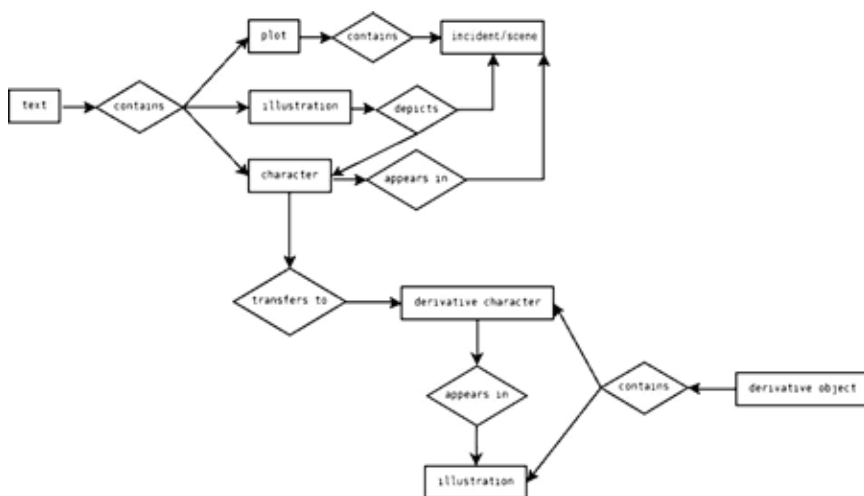 plot
contains
incident/scene
text
contains
illustration
depicts
character
appears in
transfers to
derivative character
appears in
contains
derivative object
illustration